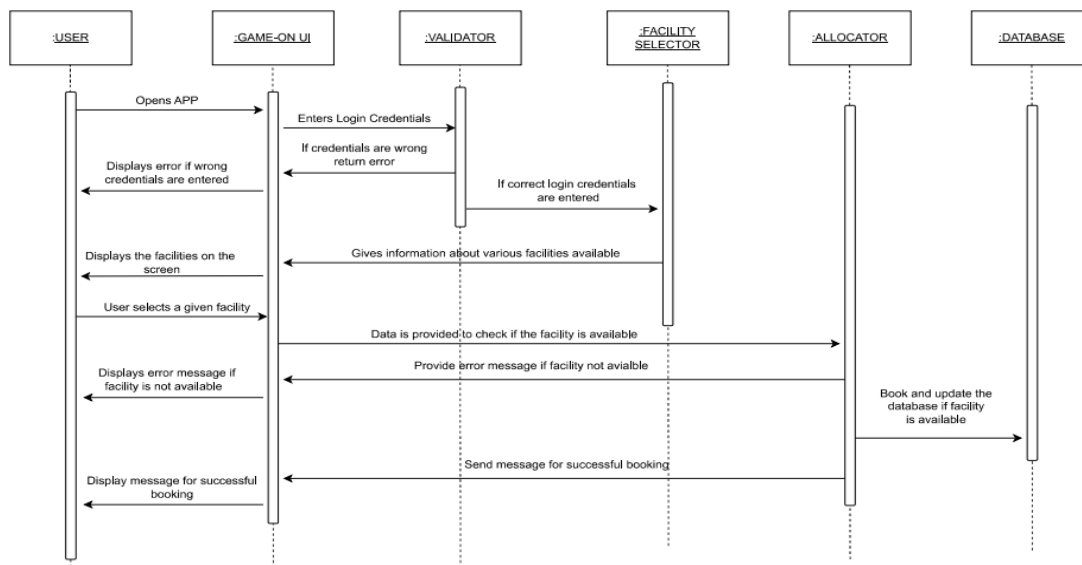 :USER
:GAME-ON UI
:VALIDATOR
:FACILITY
SELECTOR
:ALLOCATOR
:DATABASE
Opens APP
Enters Login Credentials
If credentials are wrong
return error
Displays error if wrong
credentials are entered
If correct login credentials
are entered
Gives information about various facilities available
Displays the facilities on the
screen
User selects a given facility
Data is provided to check if the facility is available
Provide error message if facility not avialble
Displays error message if
facility is not available
Book and update the
database if facility
is available
Send message for successful booking
Display message for successful
booking